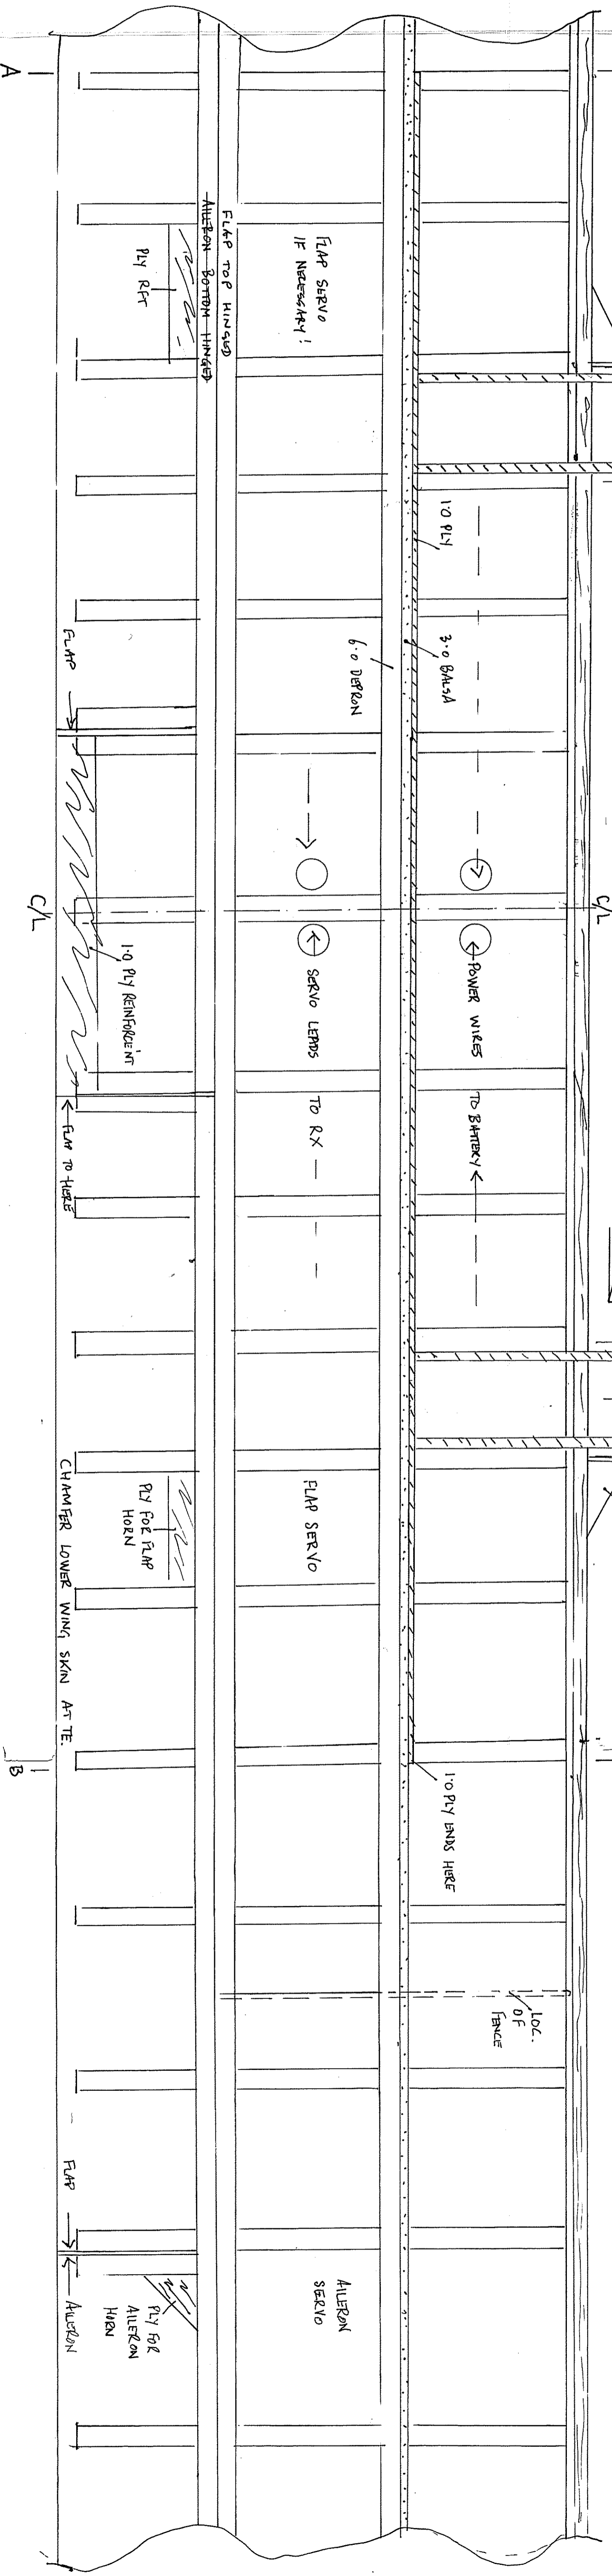 A
FLAP SERVO
IF NECESSARY!
FLAP TOP HINGED
AILERON BOTTOM HINGED
PLY RFT
1.0 PLY
3.0 BALSA
6.0 DEPRON
FLAP
C/L
C/L
POWER WIRES TO BATTERY
SERVO LEADS TO RX
1.0 PLY REINFORCEN'T
FLAP TO HERE
FLAP SERVO
PLY FOR FLAP
HORN
CHAMFER LOWER WING SKIN AT TE.
B
1.0 PLY ENDS HERE
LOC.
OF
FENCE
FLAP
AILERON
AILERON
SERVO
PLY FOR
AILERON
HORN